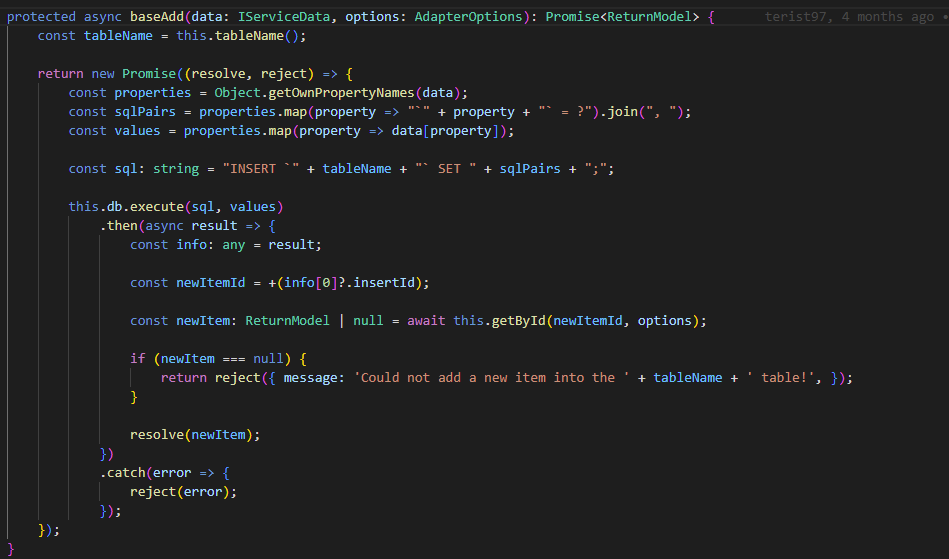 protected async baseAdd(data: IServiceData, options: AdapterOptions): Promise<ReturnModel> { terist97, 4 months ago •
    const tableName = this.tableName();

    return new Promise((resolve, reject) => {
        const properties = Object.getOwnPropertyNames(data);
        const sqlPairs = properties.map(property => "`" + property + "` = ?").join(", ");
        const values = properties.map(property => data[property]);

        const sql: string = "INSERT `" + tableName + "` SET " + sqlPairs + ";";

        this.db.execute(sql, values)
            .then(async result => {
                const info: any = result;

                const newItemId = +(info[0]?.insertId);

                const newItem: ReturnModel | null = await this.getById(newItemId, options);

                if (newItem === null) {
                    return reject({ message: 'Could not add a new item into the ' + tableName + ' table!', });
                }

                resolve(newItem);
            })
            .catch(error => {
                reject(error);
            });
    });
}